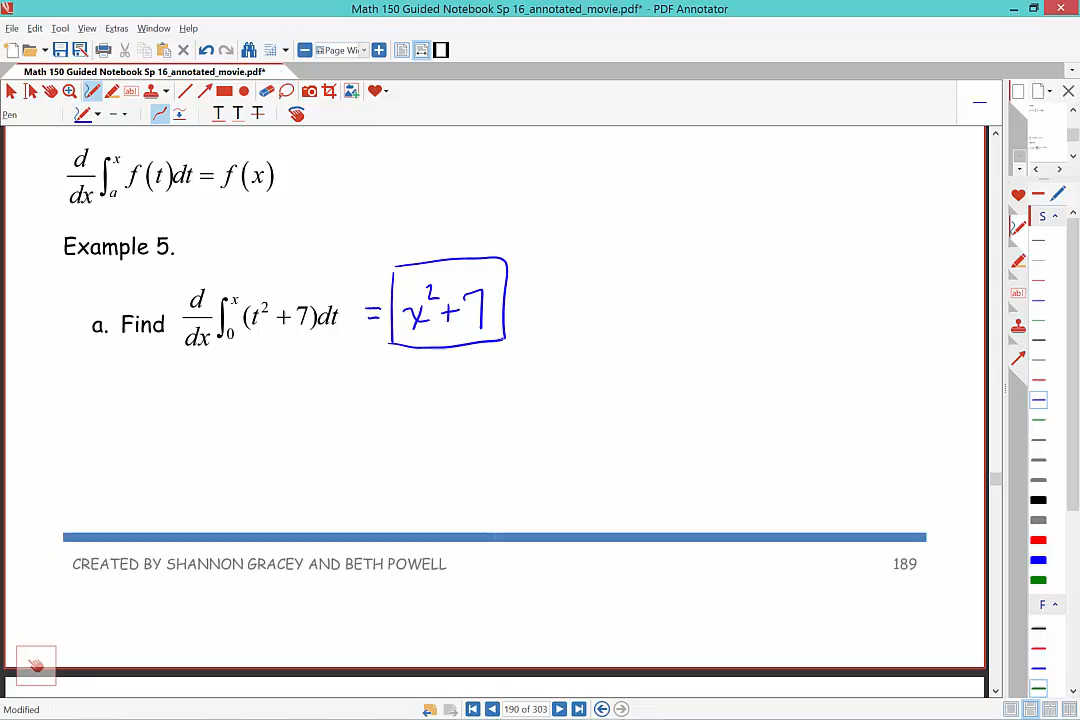 Math 150 Guided Notebook Sp 16_annotated_movie.pdf* - PDF Annotator
File Edit Tool View Extras Window Help
Page Wi
Math 150 Guided Notebook Sp 16_annotated_movie.pdf*
Pen
d/dx ∫_a^x f(t)dt = f(x)
Example 5.
a. Find d/dx ∫_0^x (t² + 7)dt = x² + 7
CREATED BY SHANNON GRACEY AND BETH POWELL 189
S
F
Modified
190 of 303